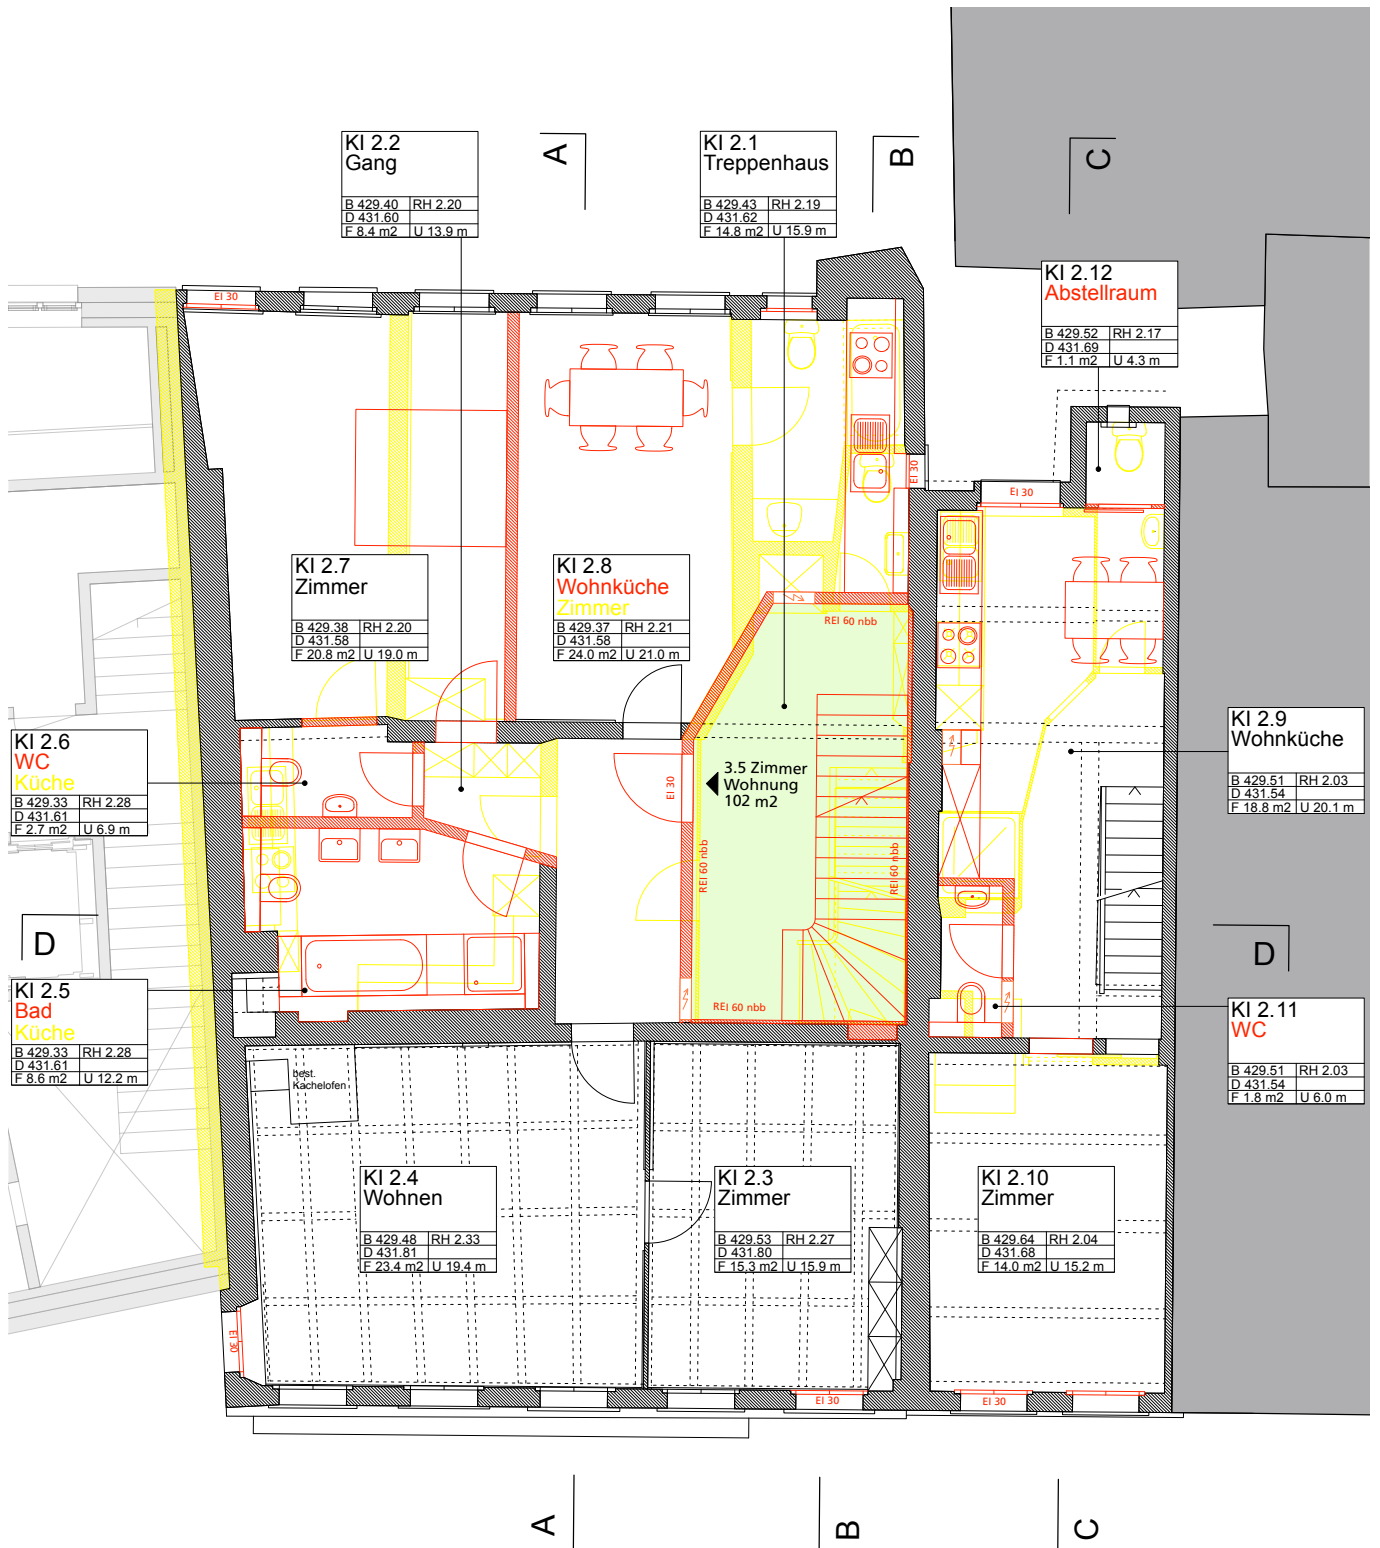 KI 2.2
Gang
B 429.40 RH 2.20
D 431.60
F 8.4 m2 U 13.9 m
A
KI 2.1
Treppenhaus
B 429.43 RH 2.19
D 431.62
F 14.8 m2 U 15.9 m
B
C
KI 2.12
Abstellraum
B 429.52 RH 2.17
D 431.69
F 1.1 m2 U 4.3 m
EI 30
EI 30
EI 30
KI 2.7
Zimmer
B 429.38 RH 2.20
D 431.58
F 20.8 m2 U 19.0 m
KI 2.8
Wohnküche
Zimmer
B 429.37 RH 2.21
D 431.58
F 24.0 m2 U 21.0 m
REI 60 nbb
KI 2.6
WC
Küche
B 429.33 RH 2.28
D 431.61
F 2.7 m2 U 6.9 m
EI 30
3.5 Zimmer
Wohnung
102 m2
KI 2.9
Wohnküche
B 429.51 RH 2.03
D 431.54
F 18.8 m2 U 20.1 m
REI 60 nbb
REI 60 nbb
D
D
KI 2.5
Bad
Küche
B 429.33 RH 2.28
D 431.61
F 8.6 m2 U 12.2 m
REI 60 nbb
KI 2.11
WC
B 429.51 RH 2.03
D 431.54
F 1.8 m2 U 6.0 m
best.
Kachelofen
KI 2.4
Wohnen
B 429.48 RH 2.33
D 431.81
F 23.4 m2 U 19.4 m
KI 2.3
Zimmer
B 429.53 RH 2.27
D 431.80
F 15.3 m2 U 15.9 m
KI 2.10
Zimmer
B 429.64 RH 2.04
D 431.68
F 14.0 m2 U 15.2 m
EI 30
EI 30
EI 30
A
B
C